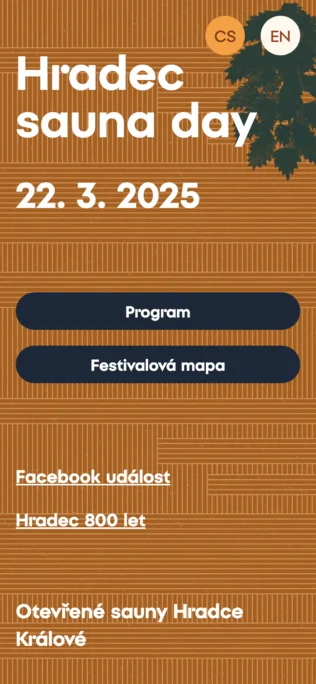 CS EN
Hradec
sauna day
22. 3. 2025
Program
Festivalová mapa
Facebook událost
Hradec 800 let
Otevřené sauny Hradce
Králové